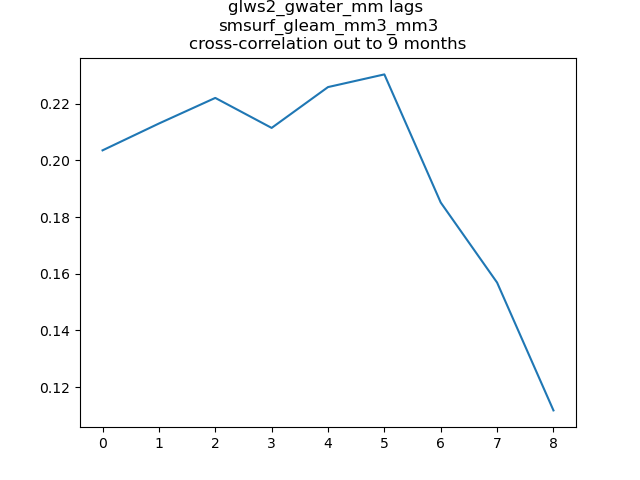 glws2_gwater_mm lags
smsurf_gleam_mm3_mm3
cross-correlation out to 9 months
0.22
0.20
0.18
0.16
0.14
0.12
0 1 2 3 4 5 6 7 8